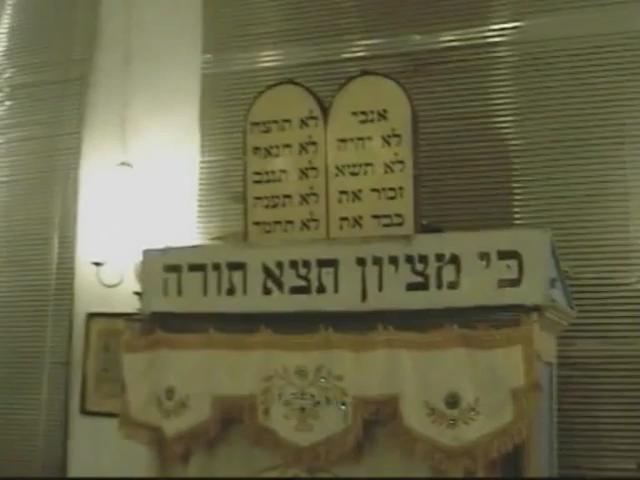 אנכי
לא יהיה
לא תשא
זכור את
כבד את
לא תרצח
לא תנאף
לא תגנב
לא תענה
לא תחמד
כי מציון תצא תורה